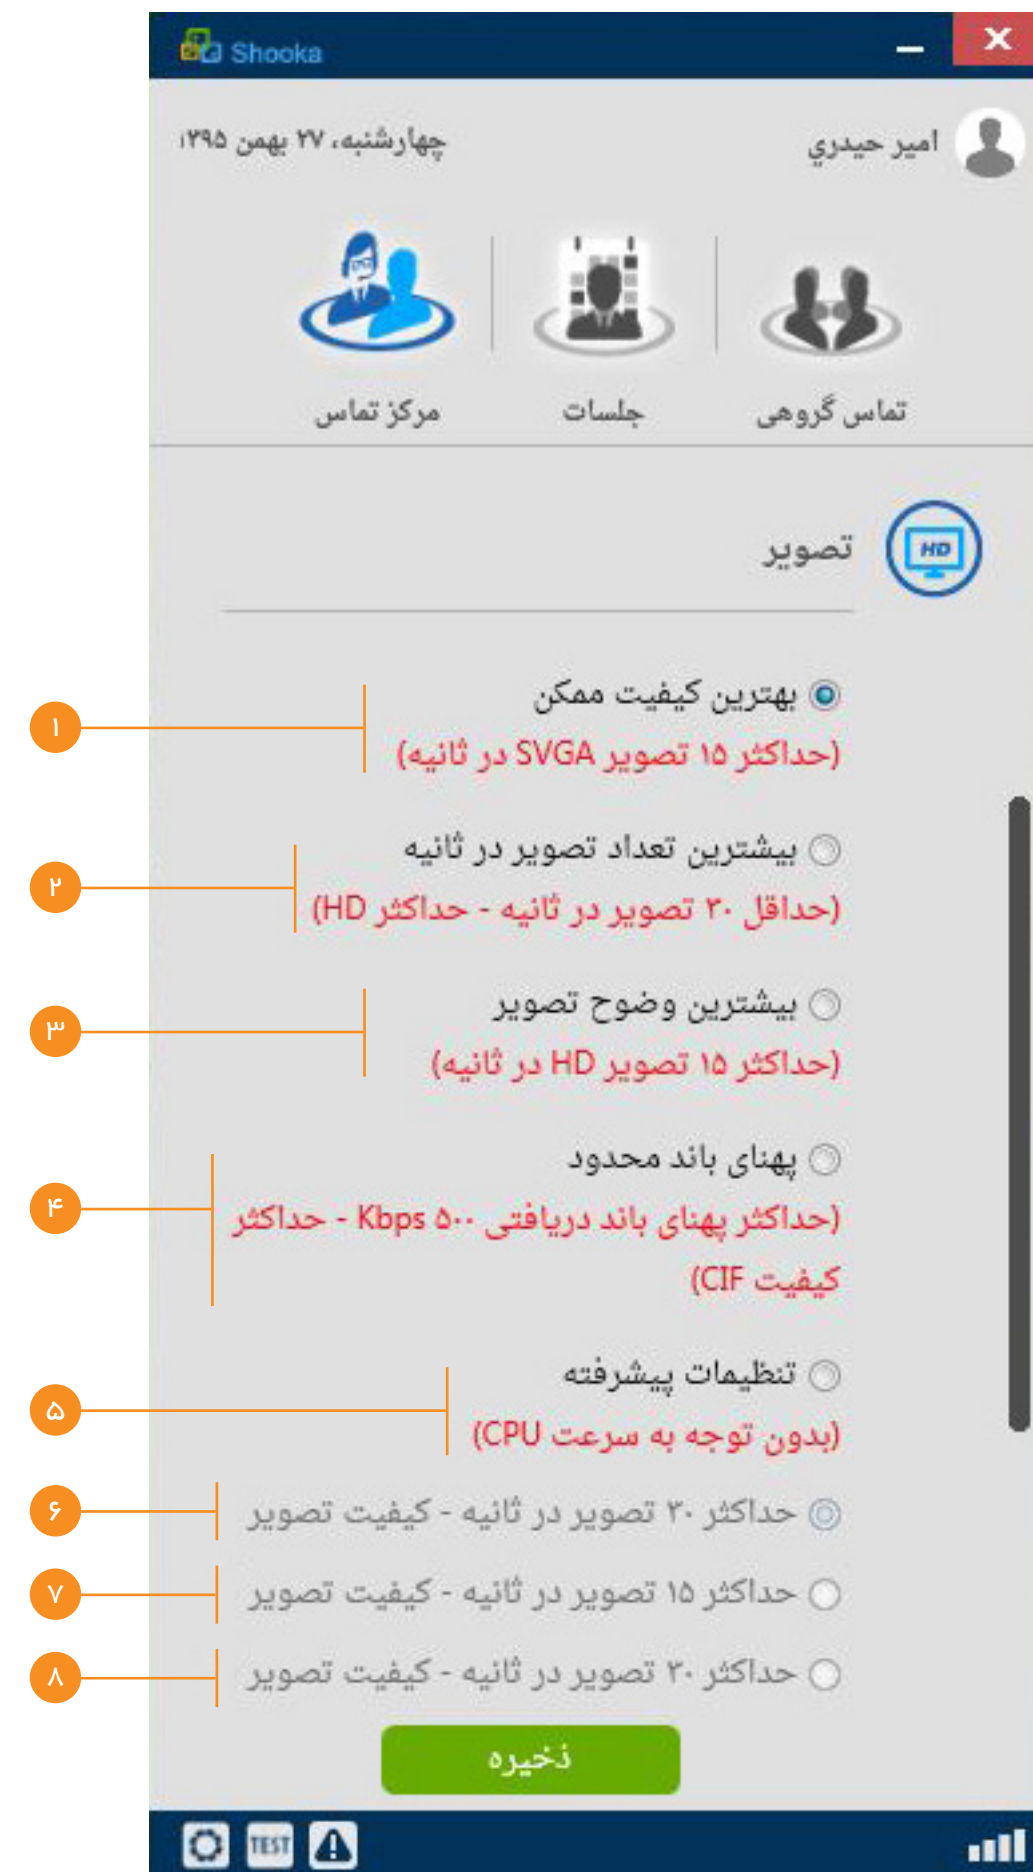 Shooka
امير حيدري
چهارشنبه، ۲۷ بهمن ۱۳۹۵
تماس گروهی
جلسات
مرکز تماس
HD
تصویر
۱
بهترین کیفیت ممکن
(حداکثر ۱۵ تصویر SVGA در ثانیه)
۲
بیشترین تعداد تصویر در ثانیه
(حداقل ۳۰ تصویر در ثانیه - حداکثر HD)
۳
بیشترین وضوح تصویر
(حداکثر ۱۵ تصویر HD در ثانیه)
۴
پهنای باند محدود
(حداکثر پهنای باند دریافتی ۵۰۰ Kbps - حداکثر
کیفیت CIF)
۵
تنظیمات پیشرفته
(بدون توجه به سرعت CPU)
۶
حداکثر ۳۰ تصویر در ثانیه - کیفیت تصویر
۷
حداکثر ۱۵ تصویر در ثانیه - کیفیت تصویر
۸
حداکثر ۳۰ تصویر در ثانیه - کیفیت تصویر
ذخیره
TEST